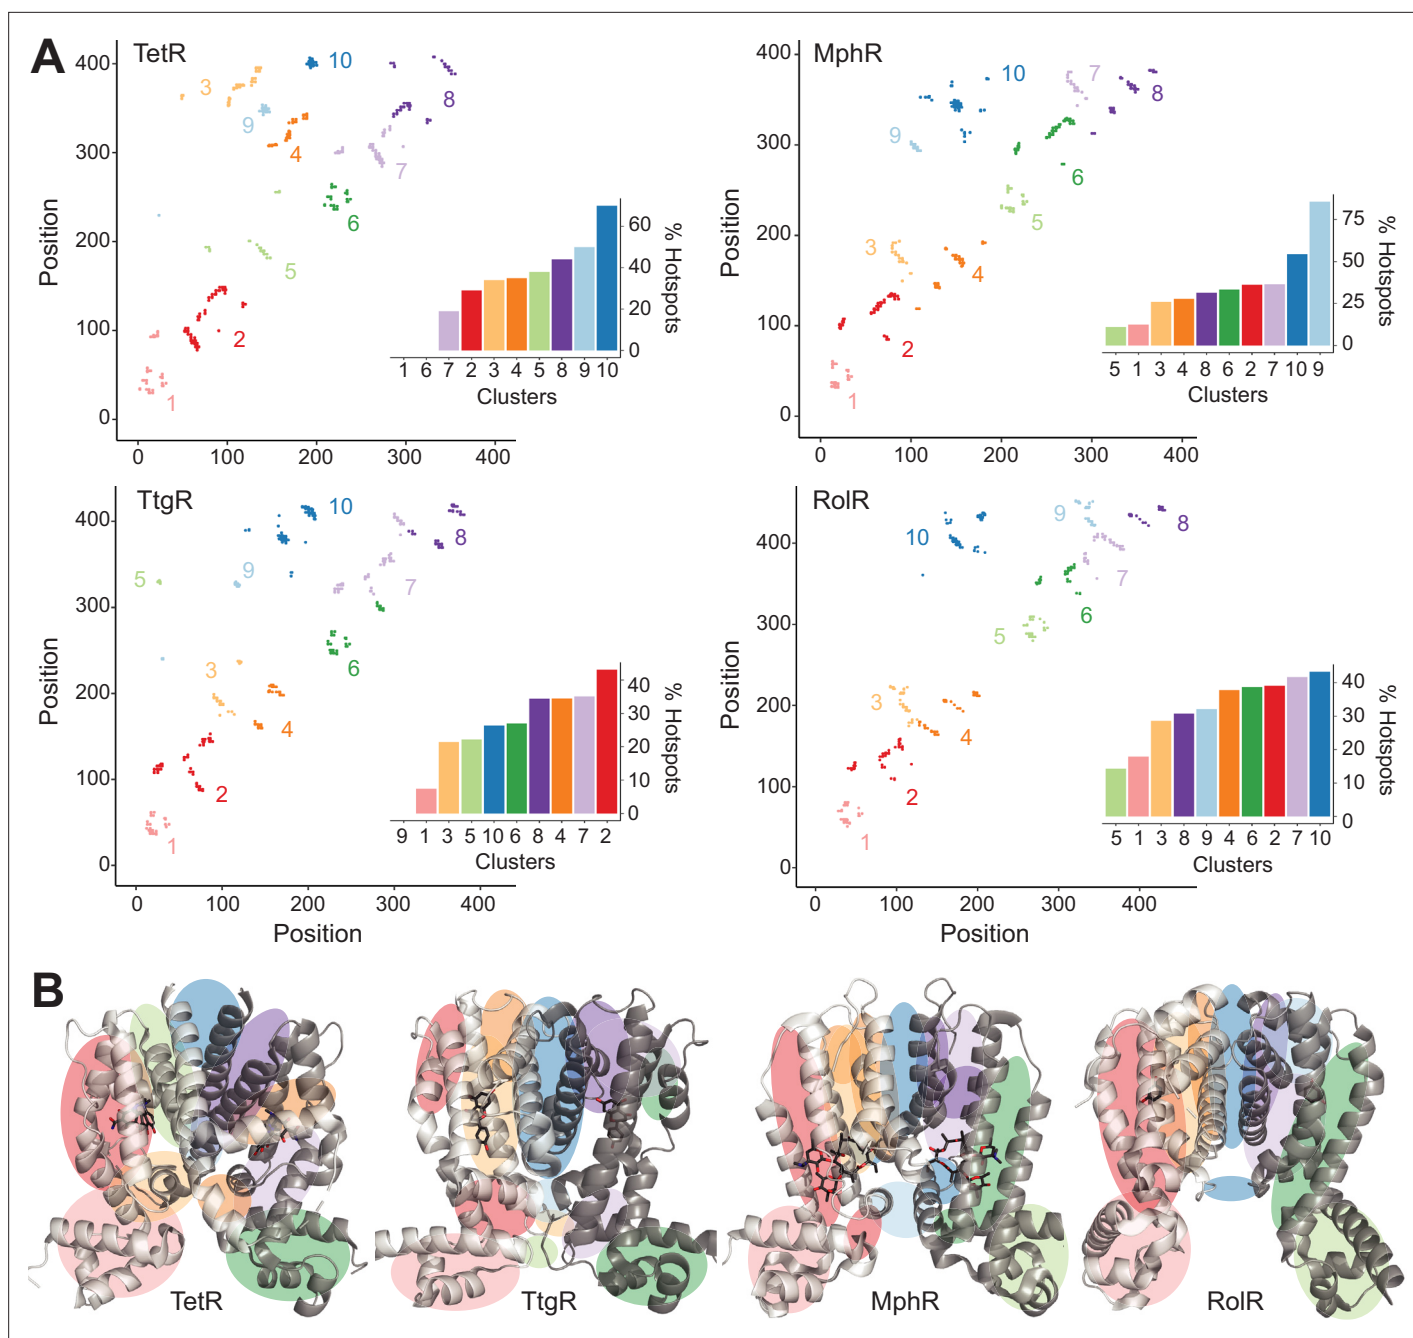 A
TetR
Position
400
300
200
100
0
0 100 200 300 400
1
2
3
4
5
6
7
8
9
10
% Hotspots
60
40
20
0
1 6 7 2 3 4 5 8 9 10
Clusters
MphR
Position
400
300
200
100
0
0 100 200 300 400
1
2
3
4
5
6
7
8
9
10
% Hotspots
75
50
25
0
5 1 3 4 8 6 2 7 10 9
Clusters
TtgR
Position
400
300
200
100
0
0 100 200 300 400
Position
1
2
3
4
5
6
7
8
9
10
% Hotspots
40
30
20
10
0
9 1 3 5 10 6 8 4 7 2
Clusters
RolR
Position
400
300
200
100
0
0 100 200 300 400
Position
1
2
3
4
5
6
7
8
9
10
% Hotspots
40
30
20
10
0
5 1 3 8 9 4 6 2 7 10
Clusters
B
TetR
TtgR
MphR
RolR